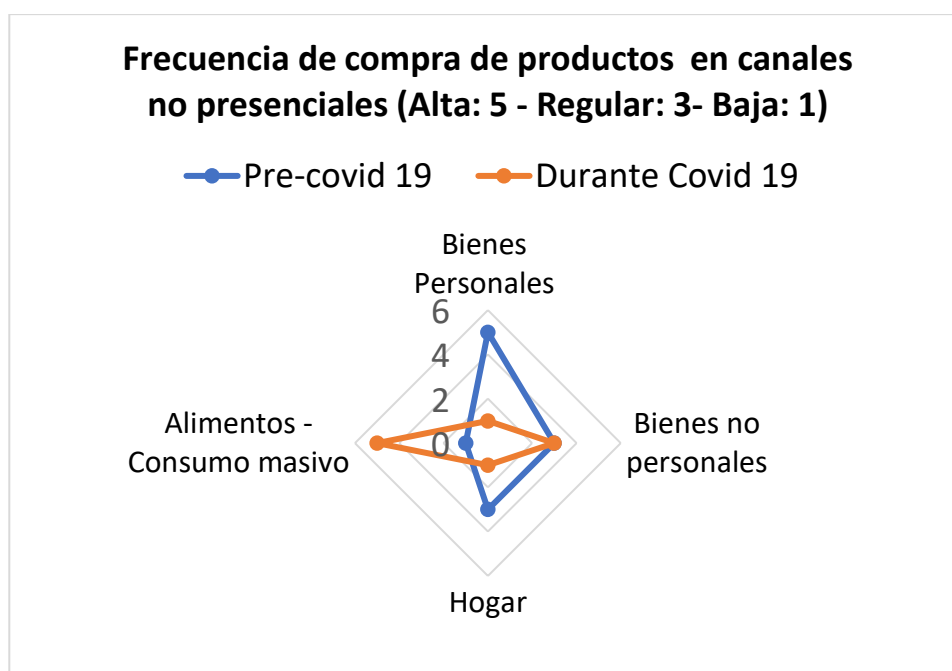 Frecuencia de compra de productos en canales
no presenciales (Alta: 5 - Regular: 3- Baja: 1)
Pre-covid 19
Durante Covid 19
Bienes
Personales
6
4
2
0
Alimentos -
Consumo masivo
Bienes no
personales
Hogar